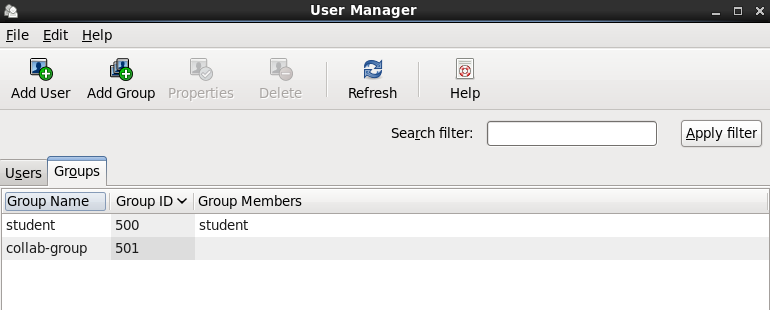 User Manager
File Edit Help
Add User Add Group Properties Delete Refresh Help
Search filter: Apply filter
Users Groups
Group Name Group ID Group Members
student 500 student
collab-group 501